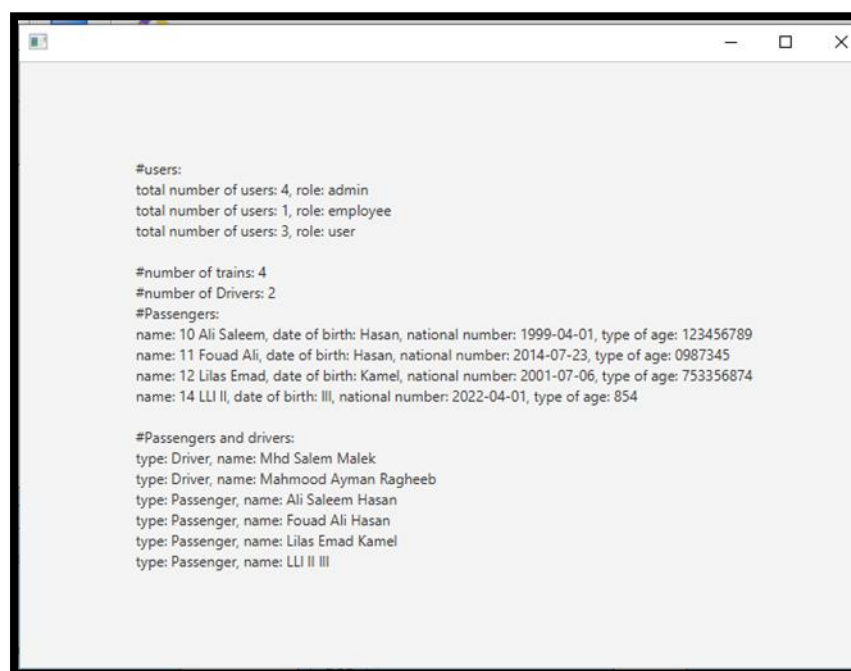 #users:
total number of users: 4, role: admin
total number of users: 1, role: employee
total number of users: 3, role: user
#number of trains: 4
#number of Drivers: 2
#Passengers:
name: 10 Ali Saleem, date of birth: Hasan, national number: 1999-04-01, type of age: 123456789
name: 11 Fouad Ali, date of birth: Hasan, national number: 2014-07-23, type of age: 0987345
name: 12 Lilas Emad, date of birth: Kamel, national number: 2001-07-06, type of age: 753356874
name: 14 LLI II, date of birth: III, national number: 2022-04-01, type of age: 854
#Passengers and drivers:
type: Driver, name: Mhd Salem Malek
type: Driver, name: Mahmood Ayman Ragheeb
type: Passenger, name: Ali Saleem Hasan
type: Passenger, name: Fouad Ali Hasan
type: Passenger, name: Lilas Emad Kamel
type: Passenger, name: LLI II III